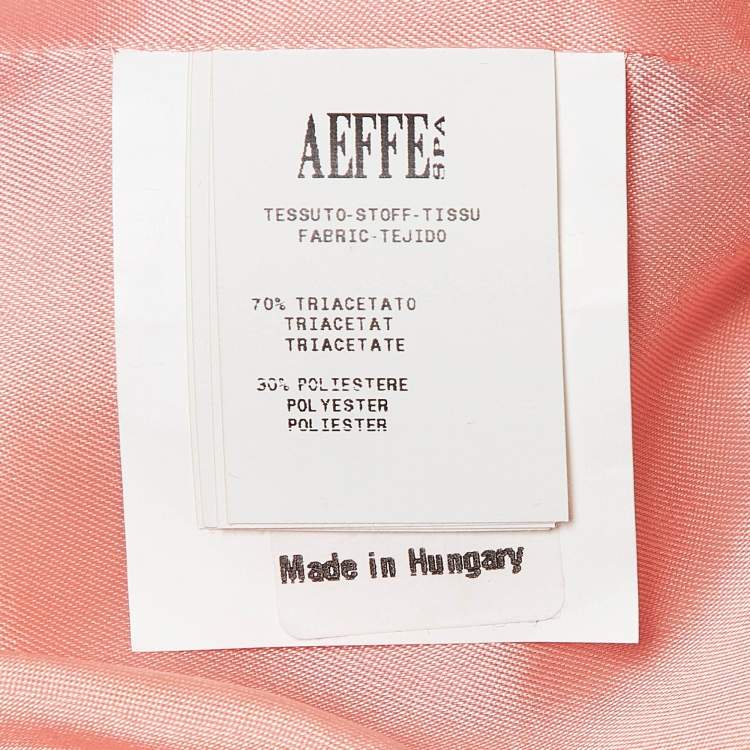 AEFFE SPA
TESSUTO-STOFF-TISSU
FABRIC-TEJIDO
70% TRIACETATO
TRIACETAT
TRIACETATE
30% POLIESTERE
POLYESTER
POLIESTER
Made in Hungary